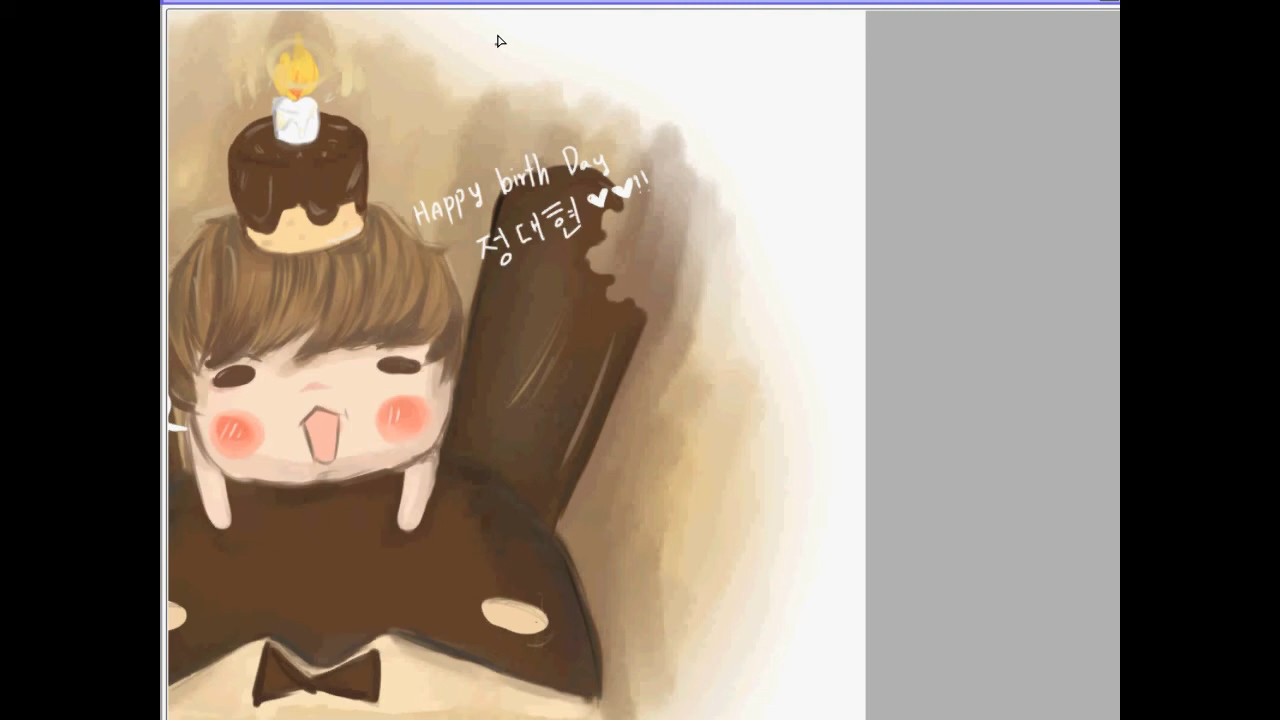 HAPPy birth Day
정대현 ♥♥!!